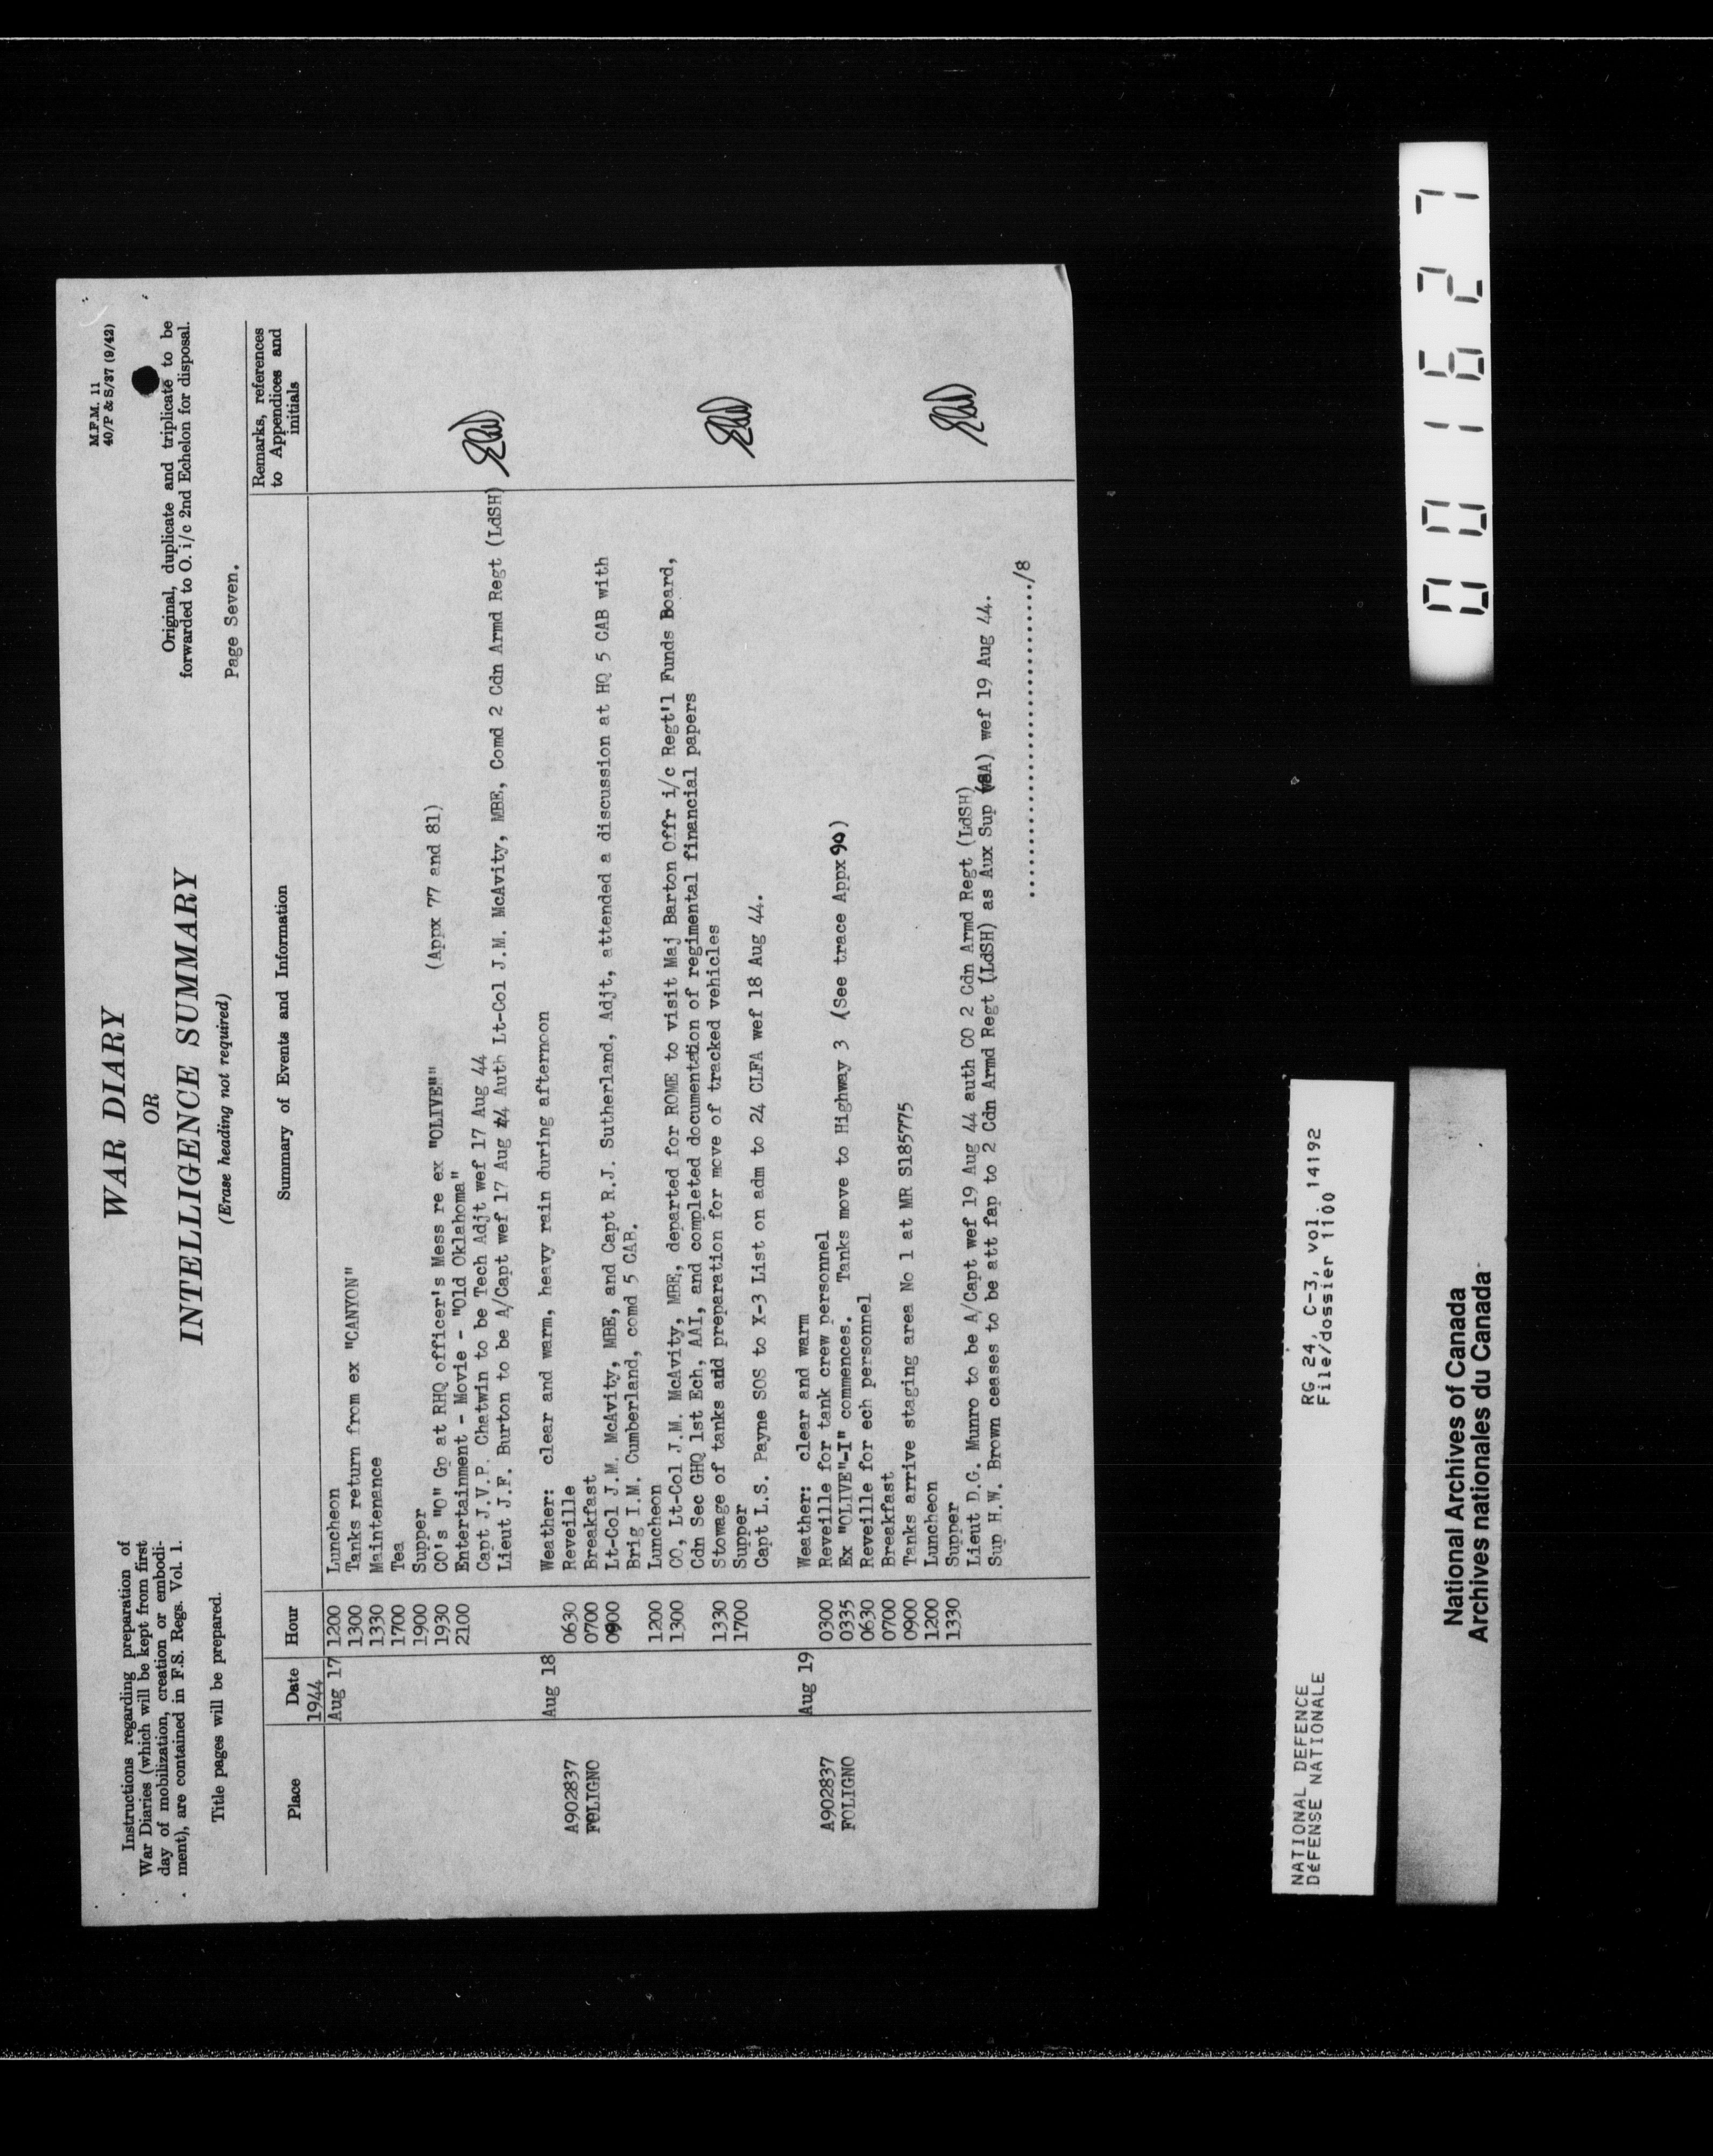 M.F.M. 11
40/P & S/37 (9/42)
Instructions regarding preparation of
War Diaries (which will be kept from first
day of mobilization, creation or embodi-
ment), are contained in F.S. Regs. Vol. 1.
Title pages will be prepared.
WAR DIARY
OR
INTELLIGENCE SUMMARY
(Erase heading not required)
Original, duplicate and triplicate to be
forwarded to O. i/c 2nd Echelon for disposal.
Page Seven.
Place Date Hour Summary of Events and Information Remarks, references to Appendices and initials
1944
Aug 17 1200 Luncheon
1300 Tanks return from ex "CANYON"
1330 Maintenance
1700 Tea
1900 Supper
1930 CO's "O" Gp at RHQ officer's Mess re ex "OLIVE"" (Appx 77 and 81)
2100 Entertainment - Movie - "Old Oklahoma"
Capt J.V.P. Chatwin to be Tech Adjt wef 17 Aug 44
Lieut J.F. Burton to be A/Capt wef 17 Aug 44 Auth Lt-Col J.M. McAvity, MBE, Comd 2 Cdn Armd Regt (LdSH)
Aug 18 Weather: clear and warm, heavy rain during afternoon
A902837 0630 Reveille
FOLIGNO 0700 Breakfast
0900 Lt-Col J.M. McAvity, MBE, and Capt R.J. Sutherland, Adjt, attended a discussion at HQ 5 CAB with
Brig I.M. Cumberland, comd 5 CAB.
1200 Luncheon
1300 CO, Lt-Col J.M. McAvity, MBE, departed for ROME to visit Maj Barton Offr i/c Regt'l Funds Board,
Cdn Sec GHQ 1st Ech, AAI, and completed documentation of regimental financial papers
1330 Stowage of tanks and preparation for move of tracked vehicles
1700 Supper
Capt L.S. Payne SOS to X-3 List on adm to 24 CLFA wef 18 Aug 44.
Aug 19 Weather: clear and warm
A902837 0300 Reveille for tank crew personnel
FOLIGNO 0335 Ex "OLIVE"-I" commences. Tanks move to Highway 3 (See trace Appx 90)
0630 Reveille for ech personnel
0700 Breakfast
0900 Tanks arrive staging area No 1 at MR S185775
1200 Luncheon
1330 Supper
Lieut D.G. Munro to be A/Capt wef 19 Aug 44 auth CO 2 Cdn Armd Regt (LdSH)
Sup H.W. Brown ceases to be att fap to 2 Cdn Armd Regt (LdSH) as Aux Sup wef 19 Aug 44.
................................/8
001627
NATIONAL DEFENCE RG 24, C-3, vol. 14192
DéFENSE NATIONALE File/dossier 1100
National Archives of Canada
Archives nationales du Canada